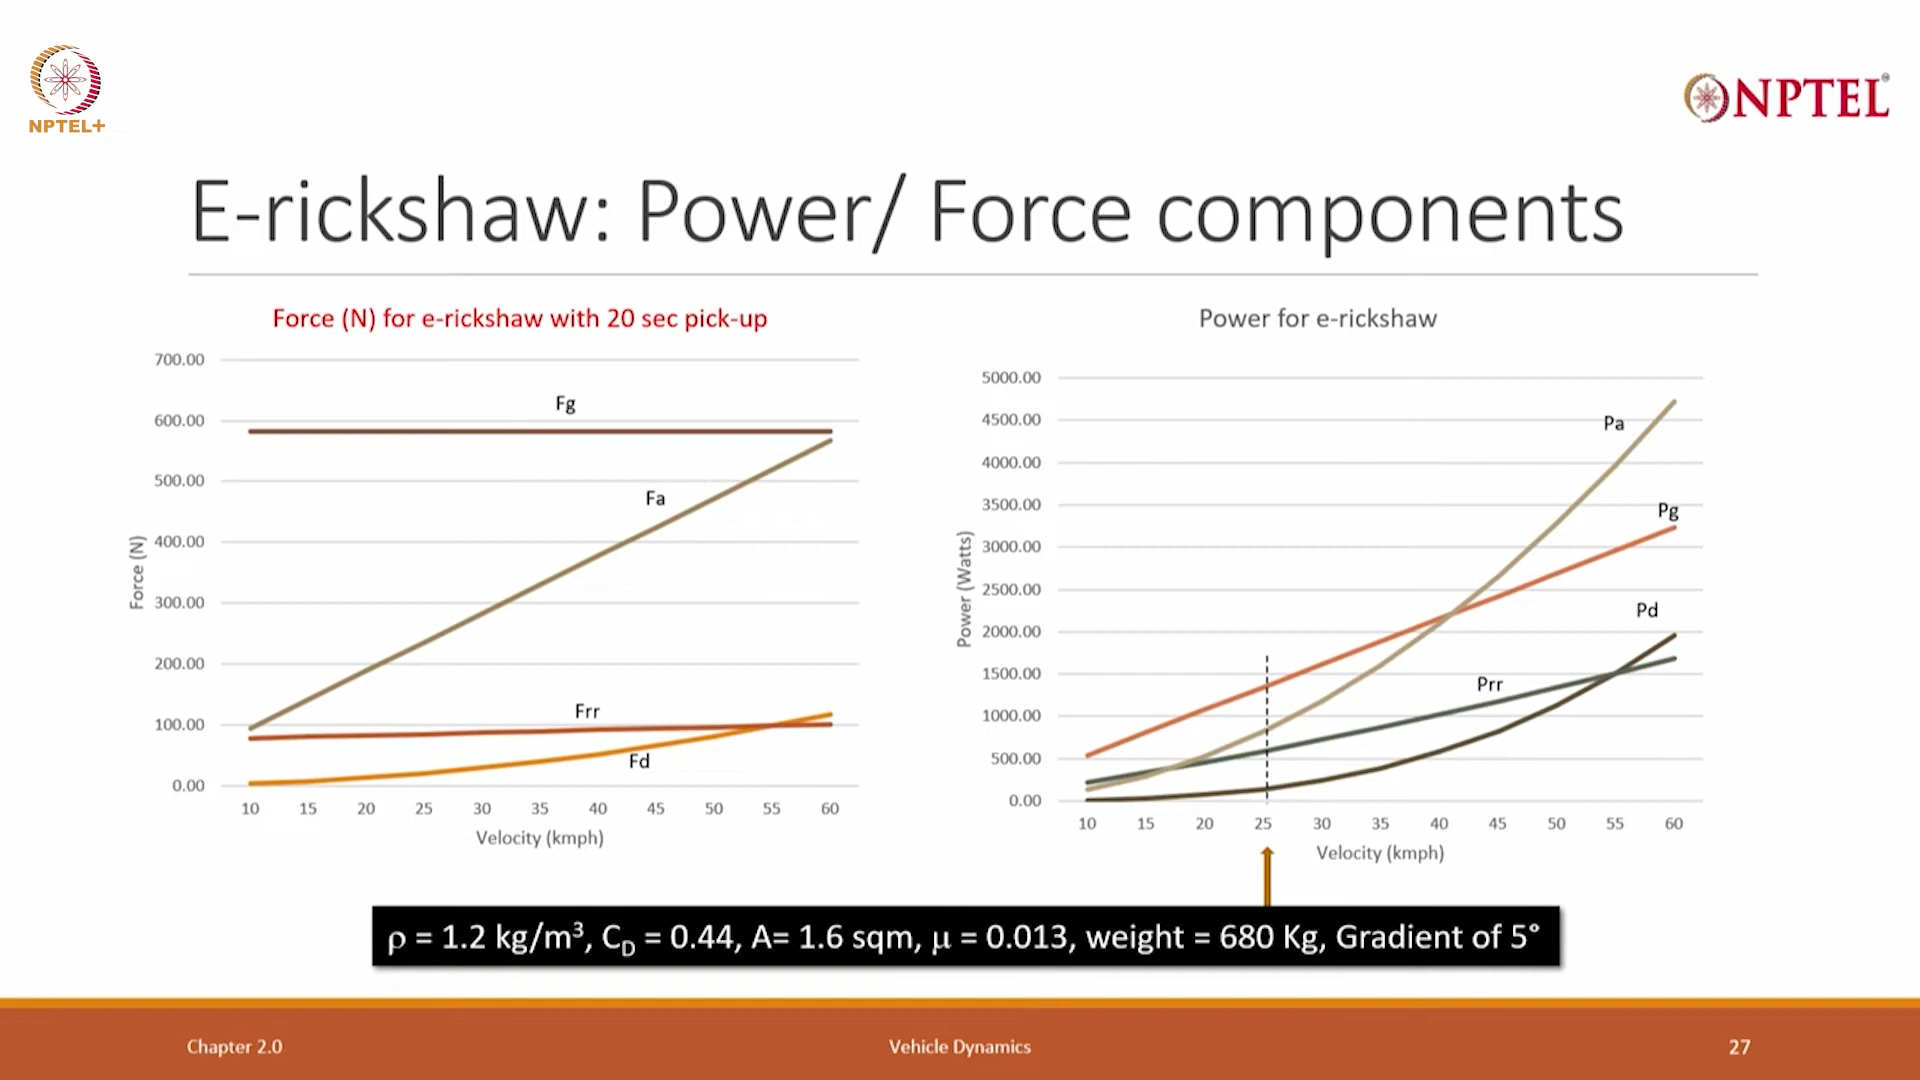 NPTEL+
NPTEL
E-rickshaw: Power/ Force components
Force (N) for e-rickshaw with 20 sec pick-up
700.00
600.00
500.00
400.00
300.00
200.00
100.00
0.00
Force (N)
Fg
Fa
Frr
Fd
10 15 20 25 30 35 40 45 50 55 60
Velocity (kmph)
Power for e-rickshaw
5000.00
4500.00
4000.00
3500.00
3000.00
2500.00
2000.00
1500.00
1000.00
500.00
0.00
Power (Watts)
Pa
Pg
Pd
Prr
10 15 20 25 30 35 40 45 50 55 60
Velocity (kmph)
ρ = 1.2 kg/m³, C_D = 0.44, A= 1.6 sqm, µ = 0.013, weight = 680 Kg, Gradient of 5°
Chapter 2.0
Vehicle Dynamics
27